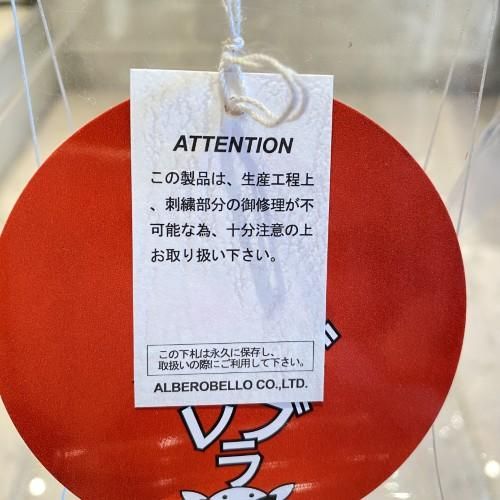 ATTENTION
この製品は、生産工程上
、刺繍部分の御修理が不
可能な為、十分注意の上
お取り扱い下さい。
この下札は永久に保存し、
取扱いの際にご利用して下さい。
ALBEROBELLO CO.,LTD.
ラ